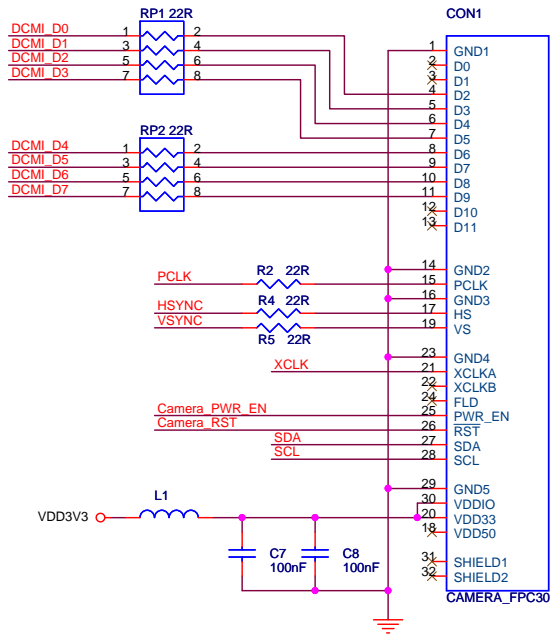 RP1 22R
CON1
DCMI_D0 1 2
DCMI_D1 3 4
DCMI_D2 5 6
DCMI_D3 7 8
RP2 22R
DCMI_D4 1 2
DCMI_D5 3 4
DCMI_D6 5 6
DCMI_D7 7 8
1 GND1
2 D0
3 D1
4 D2
5 D3
6 D4
7 D5
8 D6
9 D7
10 D8
11 D9
12 D10
13 D11
14 GND2
PCLK R2 22R 15 PCLK
16 GND3
HSYNC R4 22R 17 HS
VSYNC R5 22R 19 VS
23 GND4
XCLK 21 XCLKA
22 XCLKB
24 FLD
Camera_PWR_EN 25 PWR_EN
Camera_RST 26 RST
SDA 27 SDA
SCL 28 SCL
29 GND5
30 VDDIO
VDD3V3 L1 20 VDD33
18 VDD50
C7 100nF
C8 100nF
31 SHIELD1
32 SHIELD2
CAMERA_FPC30